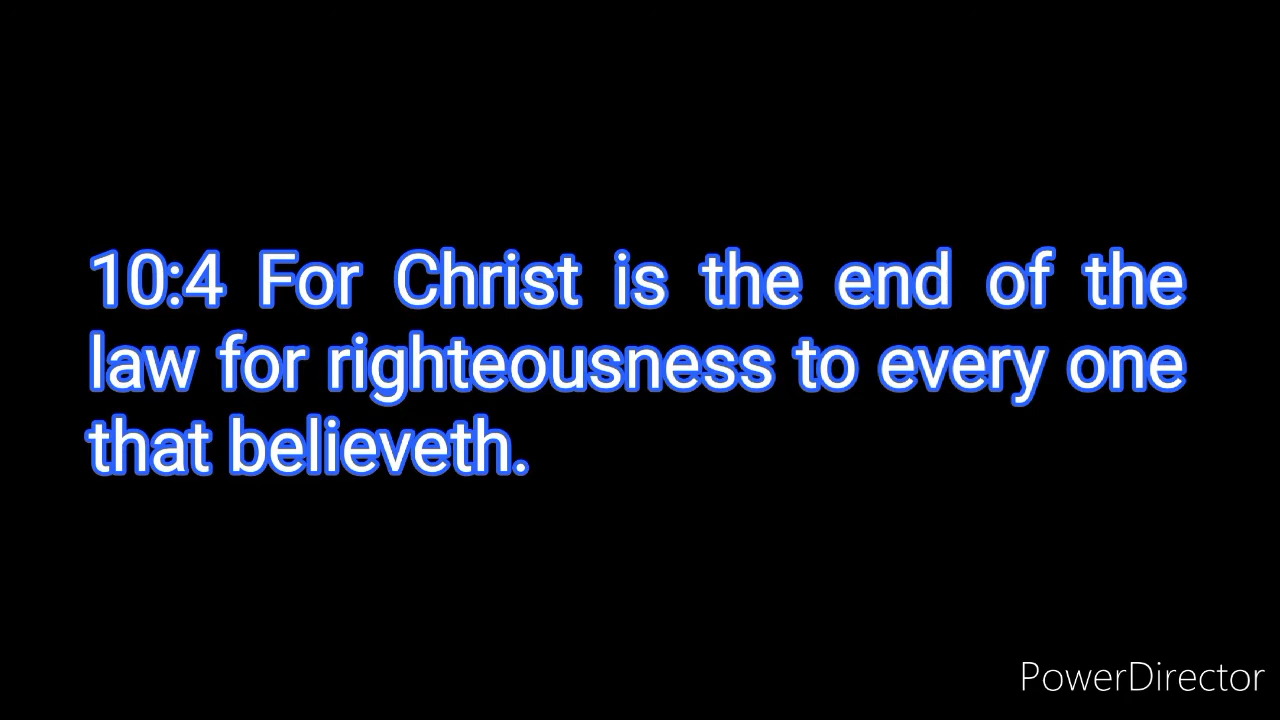 10:4 For Christ is the end of the
law for righteousness to every one
that believeth.
PowerDirector